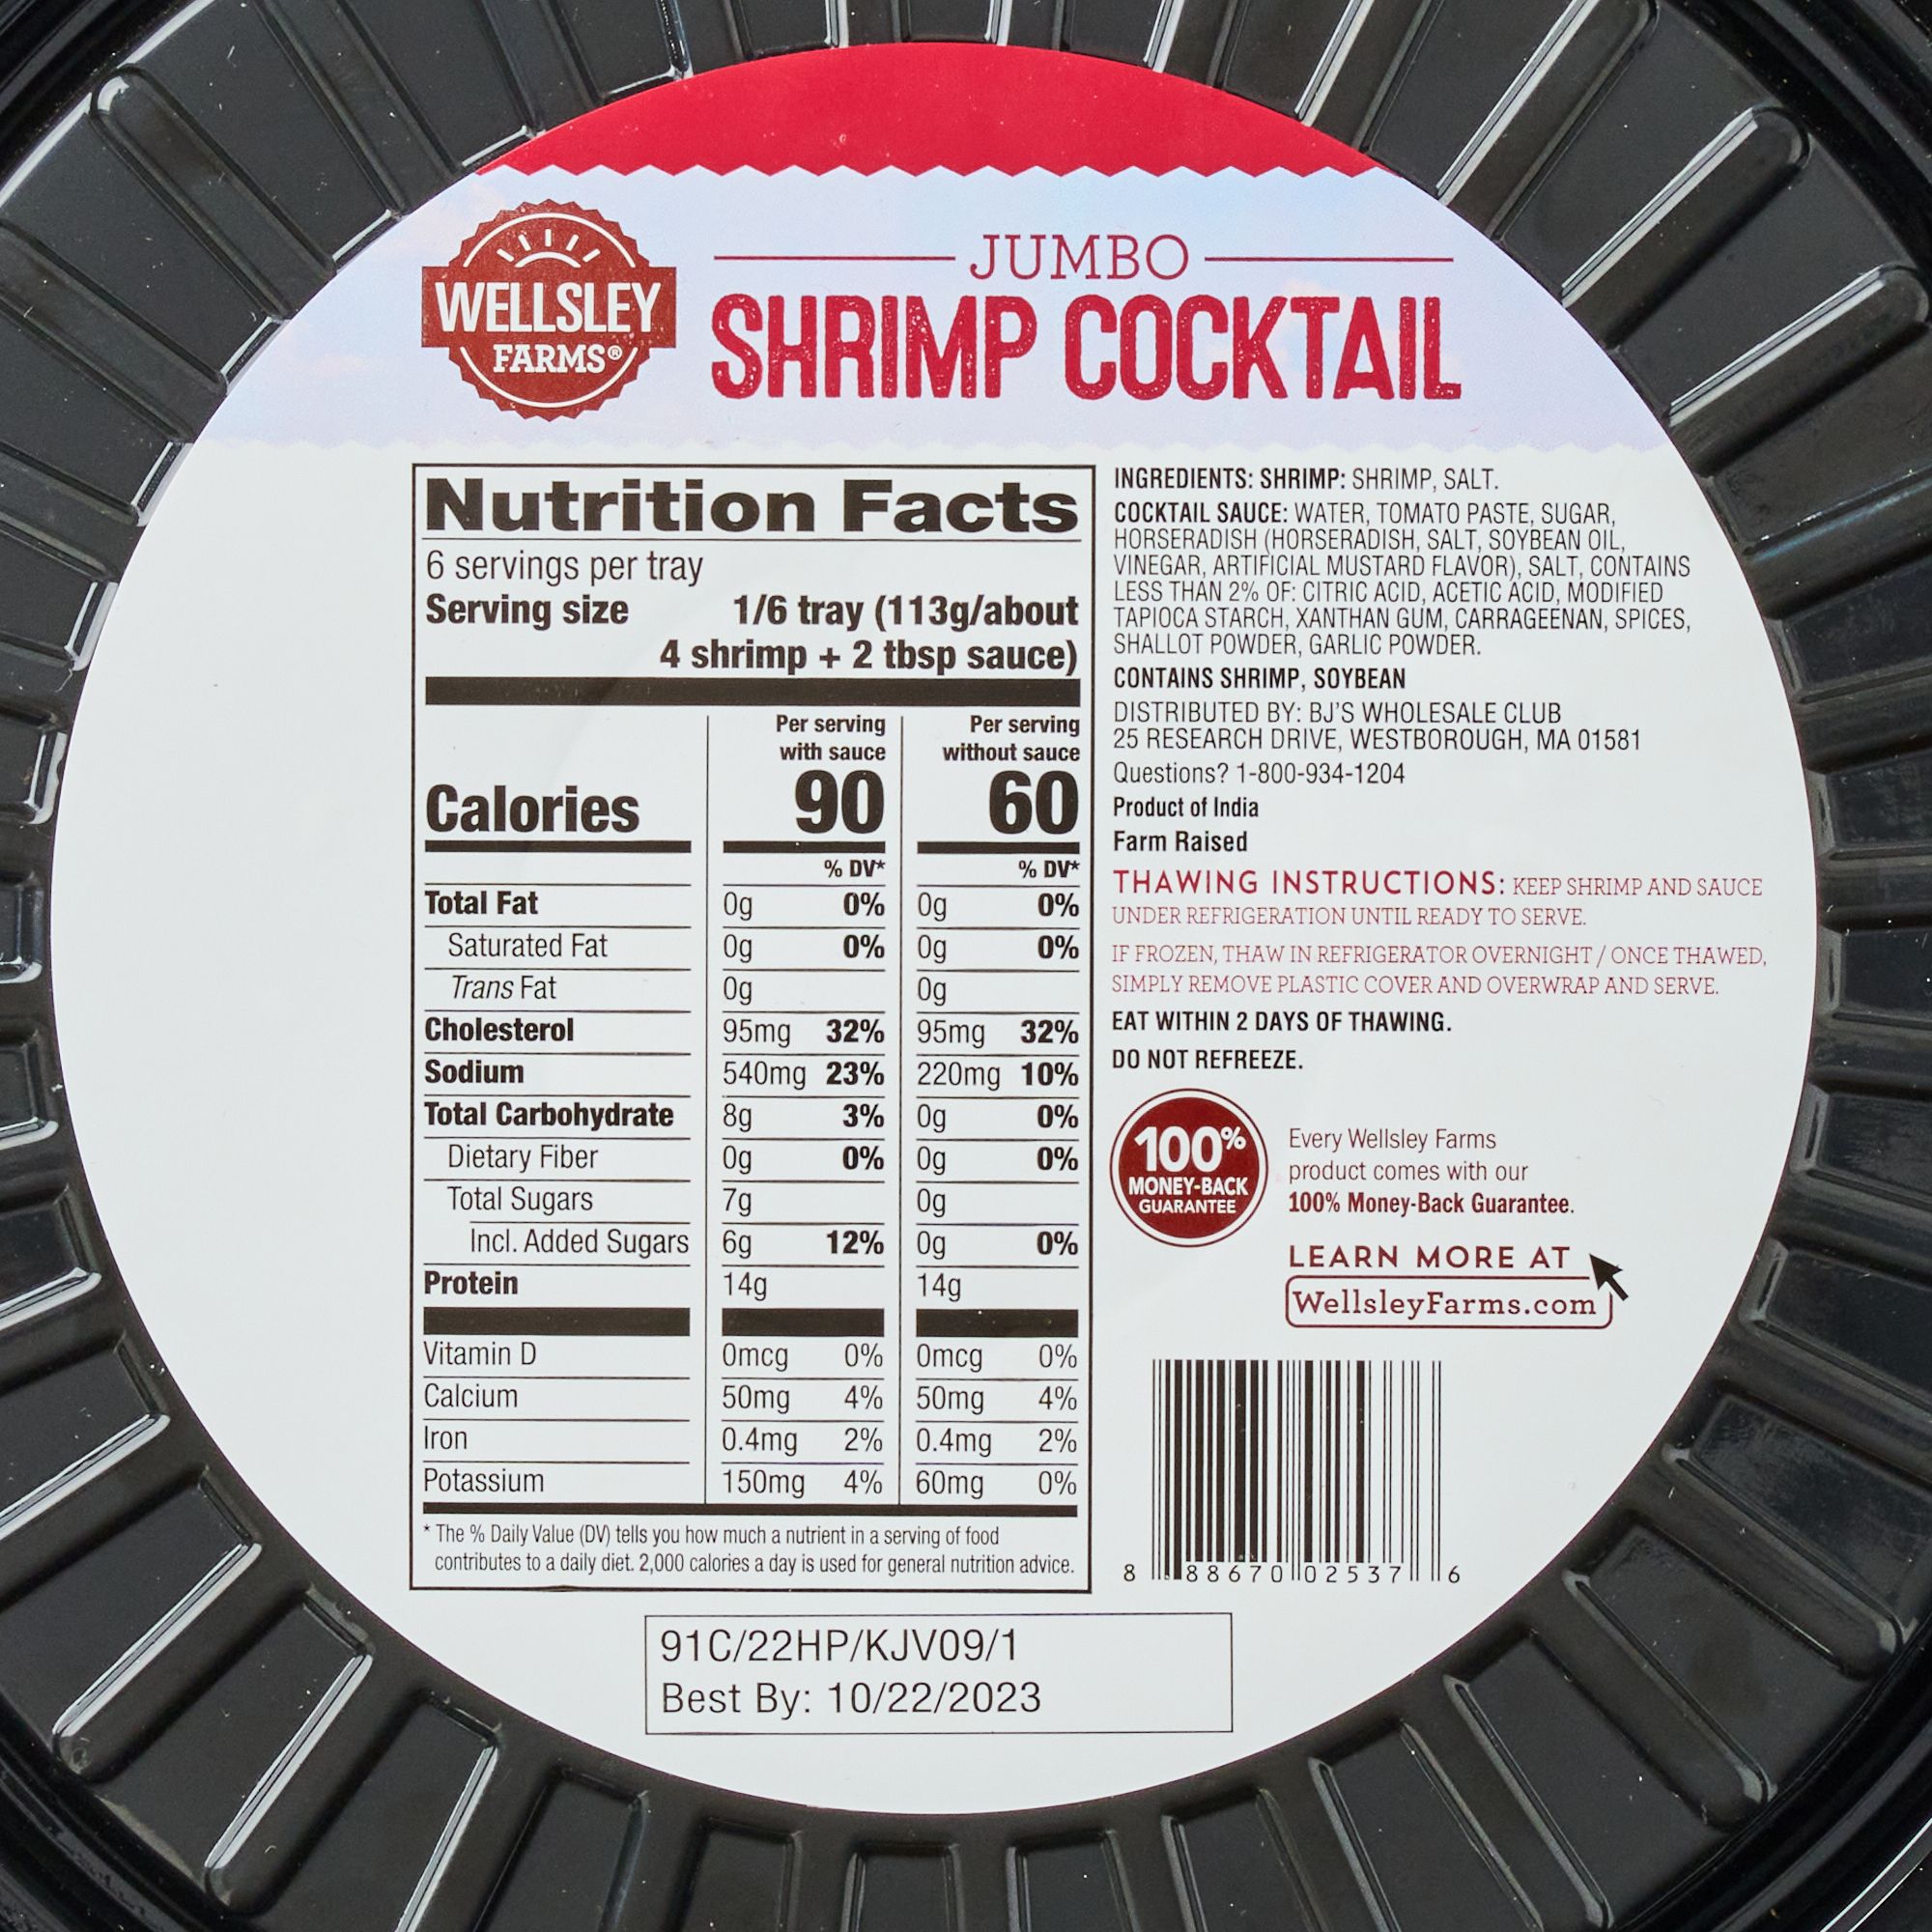 WELLSLEY
FARMS®
JUMBO
SHRIMP COCKTAIL
Nutrition Facts
6 servings per tray
Serving size 1/6 tray (113g/about
4 shrimp + 2 tbsp sauce)
Per serving with sauce Per serving without sauce
Calories 90 60
% DV* % DV*
Total Fat 0g 0% 0g 0%
Saturated Fat 0g 0% 0g 0%
Trans Fat 0g 0g
Cholesterol 95mg 32% 95mg 32%
Sodium 540mg 23% 220mg 10%
Total Carbohydrate 8g 3% 0g 0%
Dietary Fiber 0g 0% 0g 0%
Total Sugars 7g 0g
Incl. Added Sugars 6g 12% 0g 0%
Protein 14g 14g
Vitamin D 0mcg 0% 0mcg 0%
Calcium 50mg 4% 50mg 4%
Iron 0.4mg 2% 0.4mg 2%
Potassium 150mg 4% 60mg 0%
* The % Daily Value (DV) tells you how much a nutrient in a serving of food
contributes to a daily diet. 2,000 calories a day is used for general nutrition advice.
INGREDIENTS: SHRIMP: SHRIMP, SALT.
COCKTAIL SAUCE: WATER, TOMATO PASTE, SUGAR,
HORSERADISH (HORSERADISH, SALT, SOYBEAN OIL,
VINEGAR, ARTIFICIAL MUSTARD FLAVOR), SALT, CONTAINS
LESS THAN 2% OF: CITRIC ACID, ACETIC ACID, MODIFIED
TAPIOCA STARCH, XANTHAN GUM, CARRAGEENAN, SPICES,
SHALLOT POWDER, GARLIC POWDER.
CONTAINS SHRIMP, SOYBEAN
DISTRIBUTED BY: BJ'S WHOLESALE CLUB
25 RESEARCH DRIVE, WESTBOROUGH, MA 01581
Questions? 1-800-934-1204
Product of India
Farm Raised
THAWING INSTRUCTIONS: KEEP SHRIMP AND SAUCE
UNDER REFRIGERATION UNTIL READY TO SERVE.
IF FROZEN, THAW IN REFRIGERATOR OVERNIGHT / ONCE THAWED,
SIMPLY REMOVE PLASTIC COVER AND OVERWRAP AND SERVE.
EAT WITHIN 2 DAYS OF THAWING.
DO NOT REFREEZE.
100%
MONEY-BACK
GUARANTEE
Every Wellsley Farms
product comes with our
100% Money-Back Guarantee.
LEARN MORE AT
WellsleyFarms.com
8 88670 02537 6
91C/22HP/KJV09/1
Best By: 10/22/2023